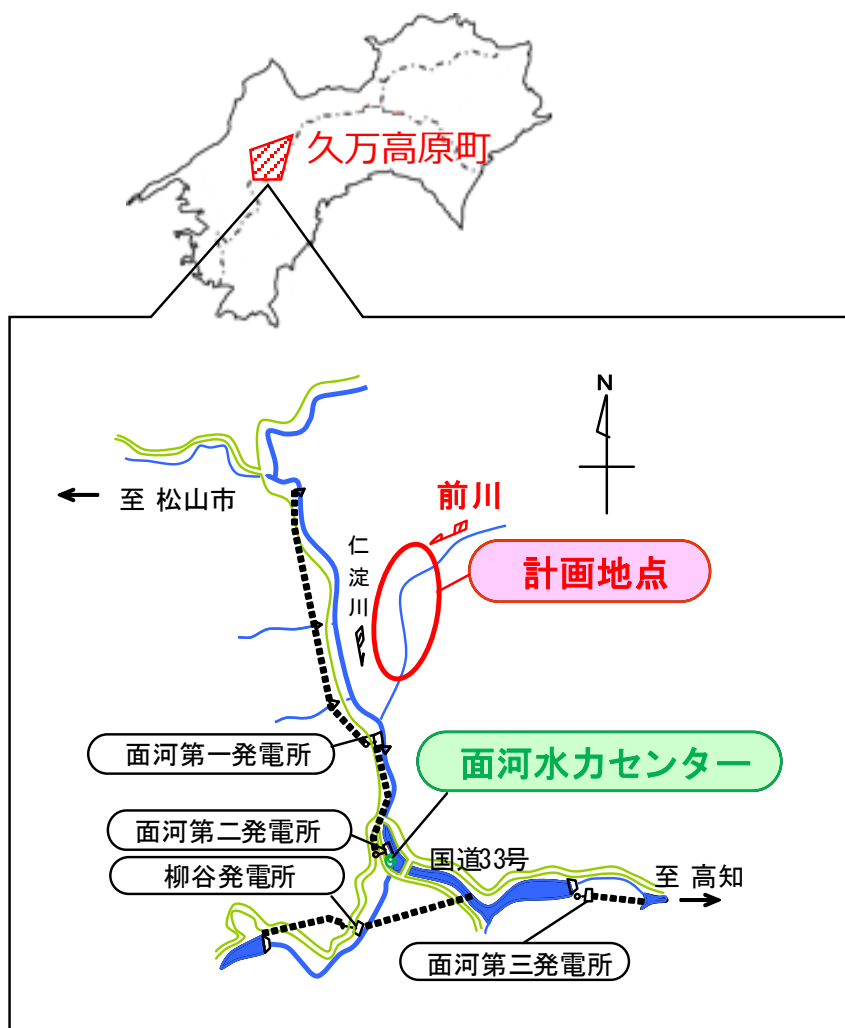 久万高原町
N
前川
至 松山市
計画地点
仁淀川
面河第一発電所
面河水力センター
面河第二発電所
国道33号
柳谷発電所
至 高知
面河第三発電所